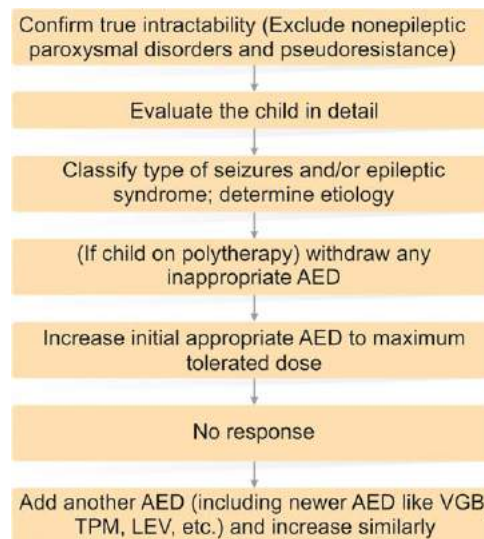 Confirm true intractability (Exclude nonepileptic
paroxysmal disorders and pseudoresistance)
Evaluate the child in detail
Classify type of seizures and/or epileptic
syndrome; determine etiology
(If child on polytherapy) withdraw any
inappropriate AED
Increase initial appropriate AED to maximum
tolerated dose
No response
Add another AED (including newer AED like VGB
TPM, LEV, etc.) and increase similarly